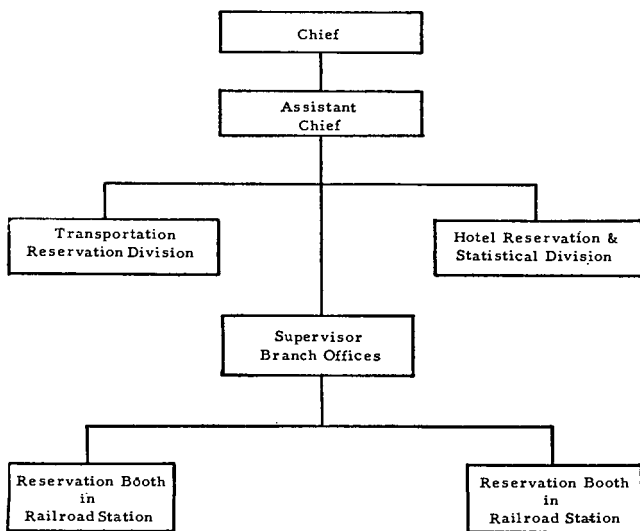 Chief
Assistant
Chief
Transportation
Reservation Division
Hotel Reservation &
Statistical Division
Supervisor
Branch Offices
Reservation Booth
in
Railroad Station
Reservation Booth
in
Railroad Station